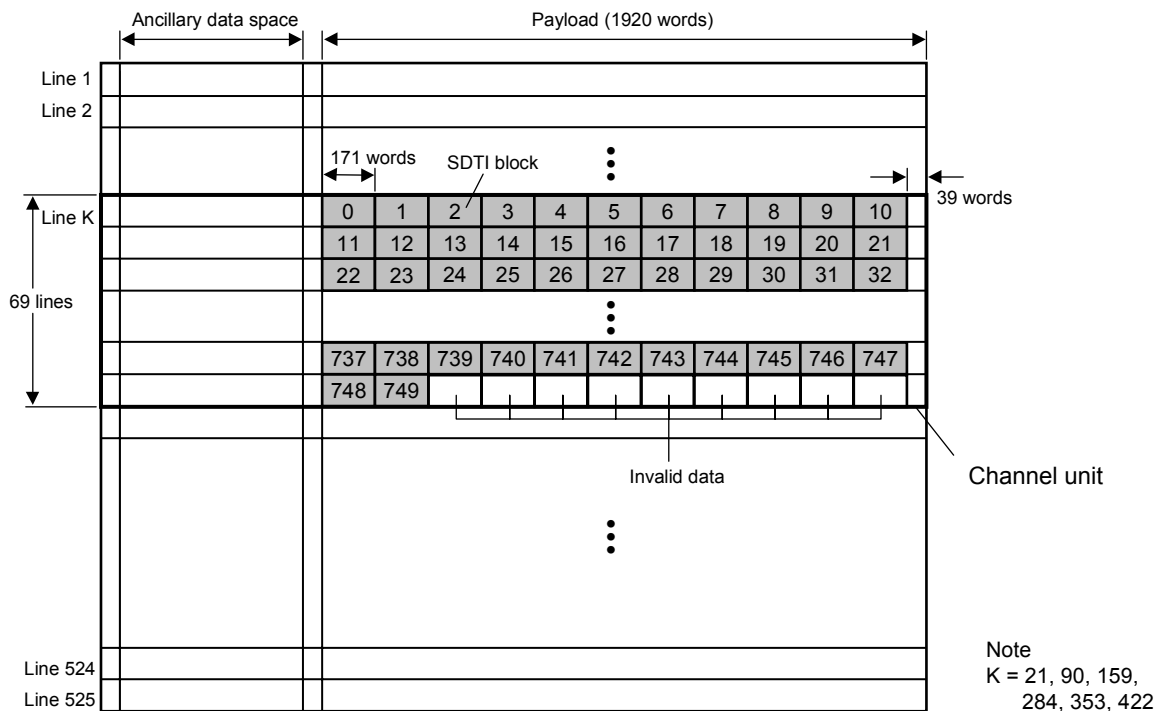 Ancillary data space
Payload (1920 words)
Line 1
Line 2
171 words
SDTI block
39 words
Line K
0 1 2 3 4 5 6 7 8 9 10
11 12 13 14 15 16 17 18 19 20 21
22 23 24 25 26 27 28 29 30 31 32
69 lines
737 738 739 740 741 742 743 744 745 746 747
748 749
Invalid data
Channel unit
Line 524
Line 525
Note
K = 21, 90, 159,
284, 353, 422